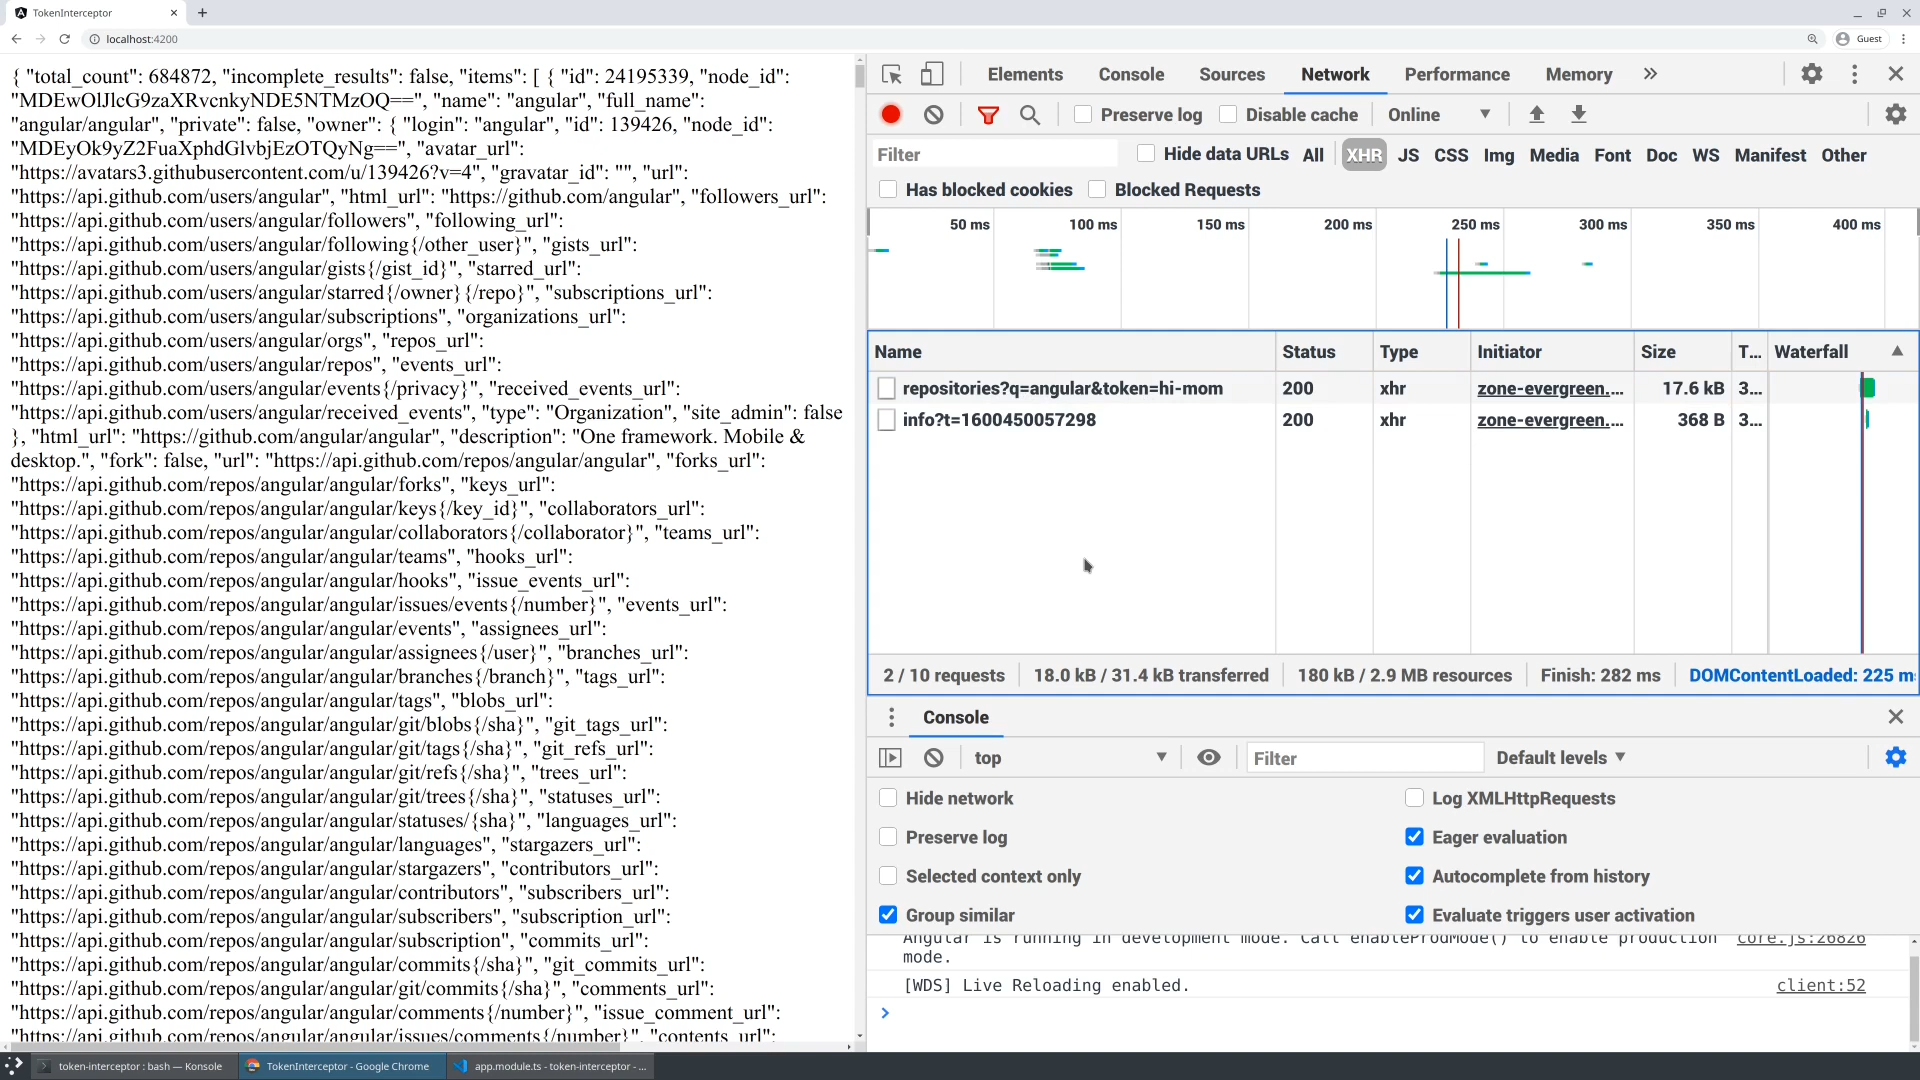 TokenInterceptor
localhost:4200
Guest
{ "total_count": 684872, "incomplete_results": false, "items": [ { "id": 24195339, "node_id":
"MDEwOlJlcG9zaXRvcnkyNDE5NTMzOQ==", "name": "angular", "full_name":
"angular/angular", "private": false, "owner": { "login": "angular", "id": 139426, "node_id":
"MDEyOk9yZ2FuaXphdGlvbjEzOTQyNg==", "avatar_url":
"https://avatars3.githubusercontent.com/u/139426?v=4", "gravatar_id": "", "url":
"https://api.github.com/users/angular", "html_url": "https://github.com/angular", "followers_url":
"https://api.github.com/users/angular/followers", "following_url":
"https://api.github.com/users/angular/following{/other_user}", "gists_url":
"https://api.github.com/users/angular/gists{/gist_id}", "starred_url":
"https://api.github.com/users/angular/starred{/owner}{/repo}", "subscriptions_url":
"https://api.github.com/users/angular/subscriptions", "organizations_url":
"https://api.github.com/users/angular/orgs", "repos_url":
"https://api.github.com/users/angular/repos", "events_url":
"https://api.github.com/users/angular/events{/privacy}", "received_events_url":
"https://api.github.com/users/angular/received_events", "type": "Organization", "site_admin": false
}, "html_url": "https://github.com/angular/angular", "description": "One framework. Mobile &
desktop.", "fork": false, "url": "https://api.github.com/repos/angular/angular", "forks_url":
"https://api.github.com/repos/angular/angular/forks", "keys_url":
"https://api.github.com/repos/angular/angular/keys{/key_id}", "collaborators_url":
"https://api.github.com/repos/angular/angular/collaborators{/collaborator}", "teams_url":
"https://api.github.com/repos/angular/angular/teams", "hooks_url":
"https://api.github.com/repos/angular/angular/hooks", "issue_events_url":
"https://api.github.com/repos/angular/angular/issues/events{/number}", "events_url":
"https://api.github.com/repos/angular/angular/events", "assignees_url":
"https://api.github.com/repos/angular/angular/assignees{/user}", "branches_url":
"https://api.github.com/repos/angular/angular/branches{/branch}", "tags_url":
"https://api.github.com/repos/angular/angular/tags", "blobs_url":
"https://api.github.com/repos/angular/angular/git/blobs{/sha}", "git_tags_url":
"https://api.github.com/repos/angular/angular/git/tags{/sha}", "git_refs_url":
"https://api.github.com/repos/angular/angular/git/refs{/sha}", "trees_url":
"https://api.github.com/repos/angular/angular/git/trees{/sha}", "statuses_url":
"https://api.github.com/repos/angular/angular/statuses/{sha}", "languages_url":
"https://api.github.com/repos/angular/angular/languages", "stargazers_url":
"https://api.github.com/repos/angular/angular/stargazers", "contributors_url":
"https://api.github.com/repos/angular/angular/contributors", "subscribers_url":
"https://api.github.com/repos/angular/angular/subscribers", "subscription_url":
"https://api.github.com/repos/angular/angular/subscription", "commits_url":
"https://api.github.com/repos/angular/angular/commits{/sha}", "git_commits_url":
"https://api.github.com/repos/angular/angular/git/commits{/sha}", "comments_url":
"https://api.github.com/repos/angular/angular/comments{/number}", "issue_comment_url":
"https://api.github.com/repos/angular/angular/issues/comments{/number}", "contents_url":
Elements Console Sources Network Performance Memory
Preserve log Disable cache Online
Filter Hide data URLs All XHR JS CSS Img Media Font Doc WS Manifest Other
Has blocked cookies Blocked Requests
50 ms 100 ms 150 ms 200 ms 250 ms 300 ms 350 ms 400 ms
Name Status Type Initiator Size T... Waterfall
repositories?q=angular&token=hi-mom 200 xhr zone-evergreen.... 17.6 kB 3...
info?t=1600450057298 200 xhr zone-evergreen.... 368 B 3...
2 / 10 requests 18.0 kB / 31.4 kB transferred 180 kB / 2.9 MB resources Finish: 282 ms DOMContentLoaded: 225 m
Console
top Filter Default levels
Hide network Log XMLHttpRequests
Preserve log Eager evaluation
Selected context only Autocomplete from history
Group similar Evaluate triggers user activation
Angular is running in development mode. Call enableProdMode() to enable production core.js:26826
mode.
[WDS] Live Reloading enabled. client:52
token-interceptor : bash — Konsole TokenInterceptor - Google Chrome app.module.ts - token-interceptor - ...